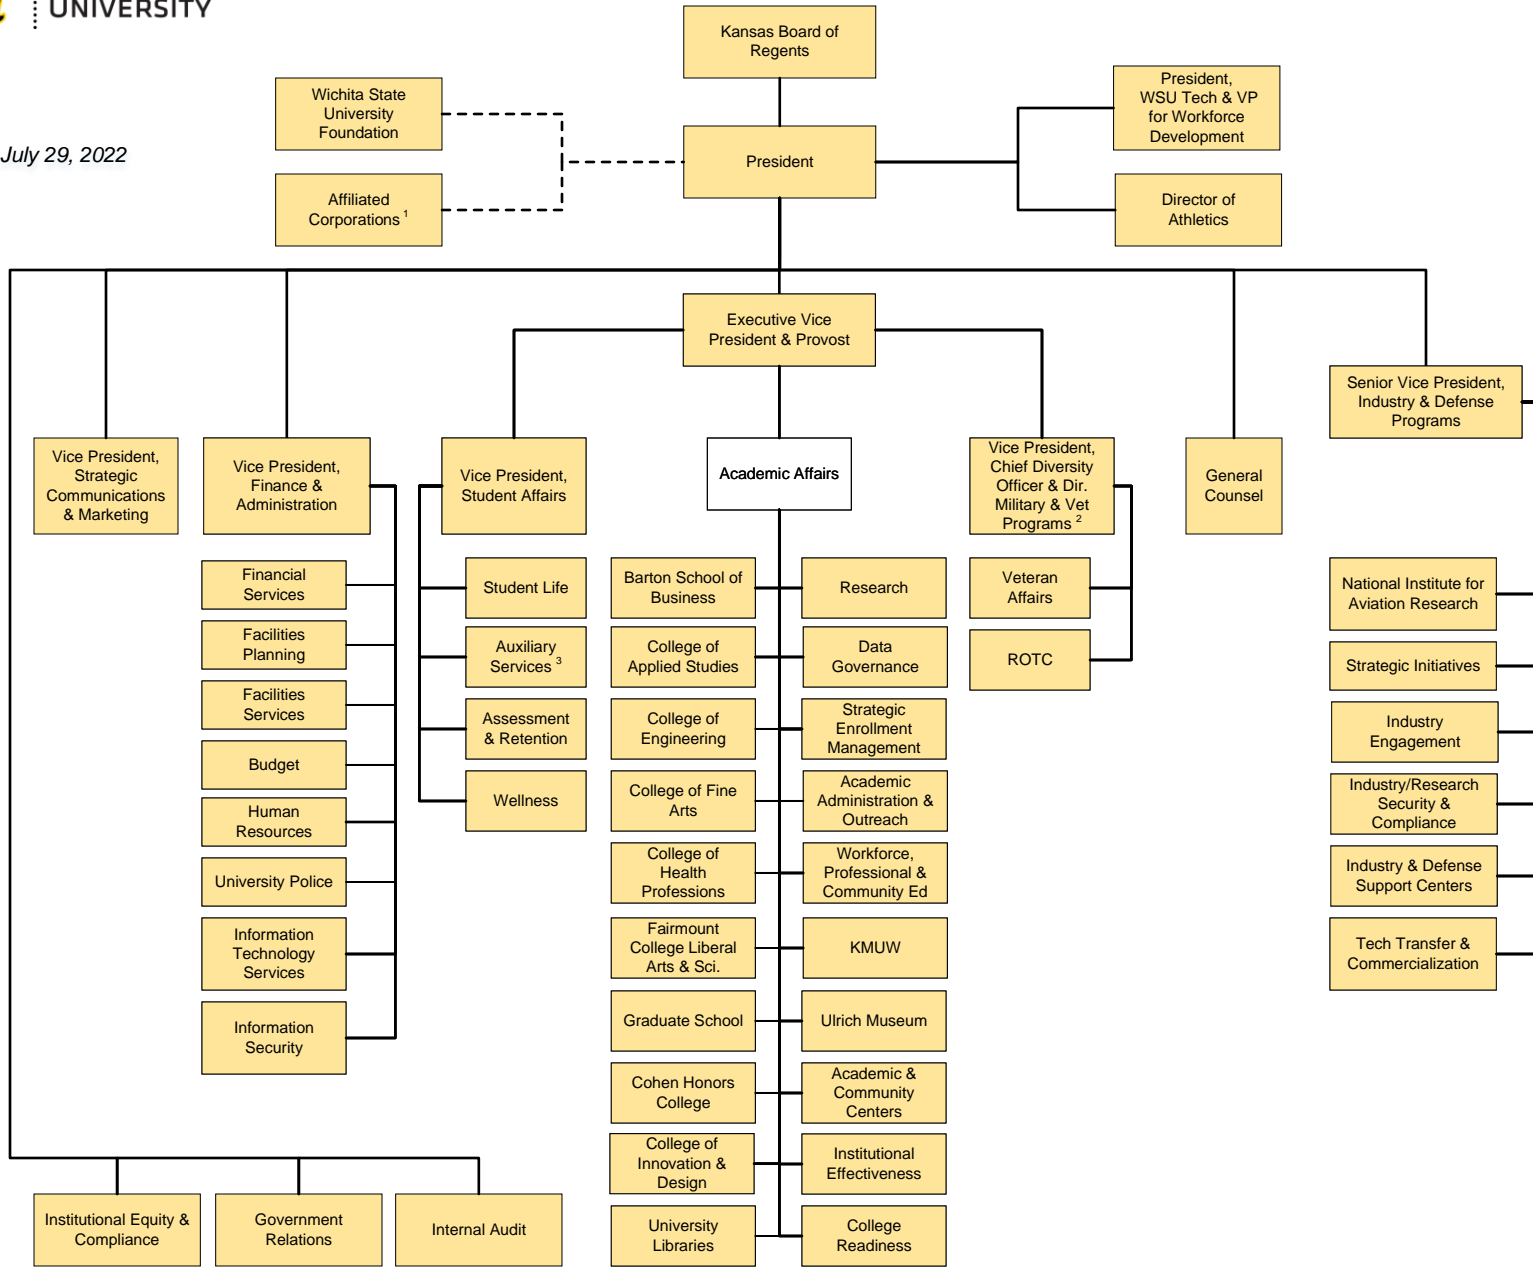 UNIVERSITY
Kansas Board of
Regents
Wichita State
University
Foundation
President,
WSU Tech & VP
for Workforce
Development
July 29, 2022
President
Affiliated
Corporations 1
Director of
Athletics
Executive Vice
President & Provost
Senior Vice President,
Industry & Defense
Programs
Vice President,
Strategic
Communications
& Marketing
Vice President,
Finance &
Administration
Vice President,
Student Affairs
Academic Affairs
Vice President,
Chief Diversity
Officer & Dir.
Military & Vet
Programs 2
General
Counsel
Financial
Services
Facilities
Planning
Facilities
Services
Budget
Human
Resources
University Police
Information
Technology
Services
Information
Security
Student Life
Auxiliary
Services 3
Assessment
& Retention
Wellness
Barton School of
Business
College of
Applied Studies
College of
Engineering
College of Fine
Arts
College of
Health
Professions
Fairmount
College Liberal
Arts & Sci.
Graduate School
Cohen Honors
College
College of
Innovation &
Design
University
Libraries
Research
Data
Governance
Strategic
Enrollment
Management
Academic
Administration &
Outreach
Workforce,
Professional &
Community Ed
KMUW
Ulrich Museum
Academic &
Community
Centers
Institutional
Effectiveness
College
Readiness
Veteran
Affairs
ROTC
National Institute for
Aviation Research
Strategic Initiatives
Industry
Engagement
Industry/Research
Security &
Compliance
Industry & Defense
Support Centers
Tech Transfer &
Commercialization
Institutional Equity &
Compliance
Government
Relations
Internal Audit